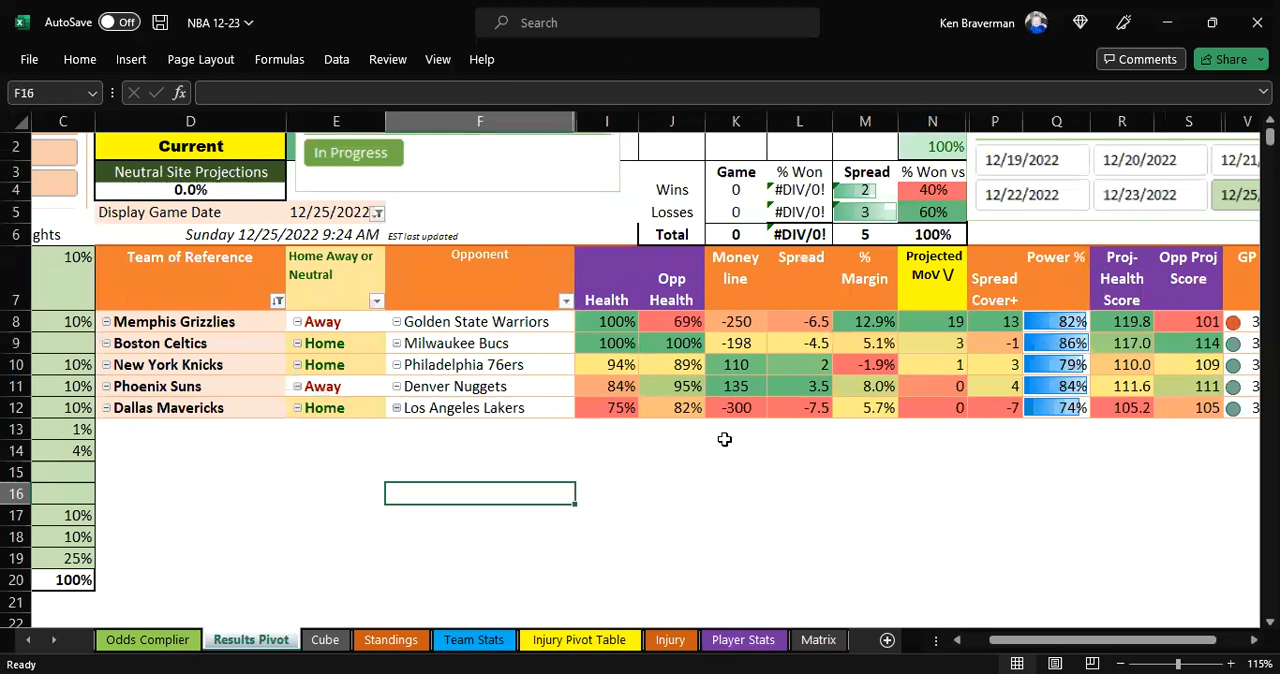 AutoSave Off NBA 12-23 Search Ken Braverman
File Home Insert Page Layout Formulas Data Review View Help Comments Share
F16 fx
C D E F I J K L M N P Q R S V
2 Current In Progress 100% 12/19/2022 12/20/2022 12/21/
3 Neutral Site Projections Game % Won Spread % Won vs
4 0.0% Wins 0 #DIV/0! 2 40% 12/22/2022 12/23/2022 12/25/
5 Display Game Date 12/25/2022 Losses 0 #DIV/0! 3 60%
6 ghts Sunday 12/25/2022 9:24 AM EST last updated Total 0 #DIV/0! 5 100%
7 10% Team of Reference Home Away or Neutral Opponent Health Opp Health Money line Spread % Margin Projected MoV \/ Spread Cover+ Power % Proj-Health Score Opp Proj Score GP
8 10% Memphis Grizzlies Away Golden State Warriors 100% 69% -250 -6.5 12.9% 19 13 82% 119.8 101 3
9 Boston Celtics Home Milwaukee Bucs 100% 100% -198 -4.5 5.1% 3 -1 86% 117.0 114 3
10 10% New York Knicks Home Philadelphia 76ers 94% 89% 110 2 -1.9% 1 3 79% 110.0 109 3
11 10% Phoenix Suns Away Denver Nuggets 84% 95% 135 3.5 8.0% 0 4 84% 111.6 111 3
12 10% Dallas Mavericks Home Los Angeles Lakers 75% 82% -300 -7.5 5.7% 0 -7 74% 105.2 105 3
13 1%
14 4%
15
16
17 10%
18 10%
19 25%
20 100%
21
22
Odds Complier Results Pivot Cube Standings Team Stats Injury Pivot Table Injury Player Stats Matrix
Ready 115%